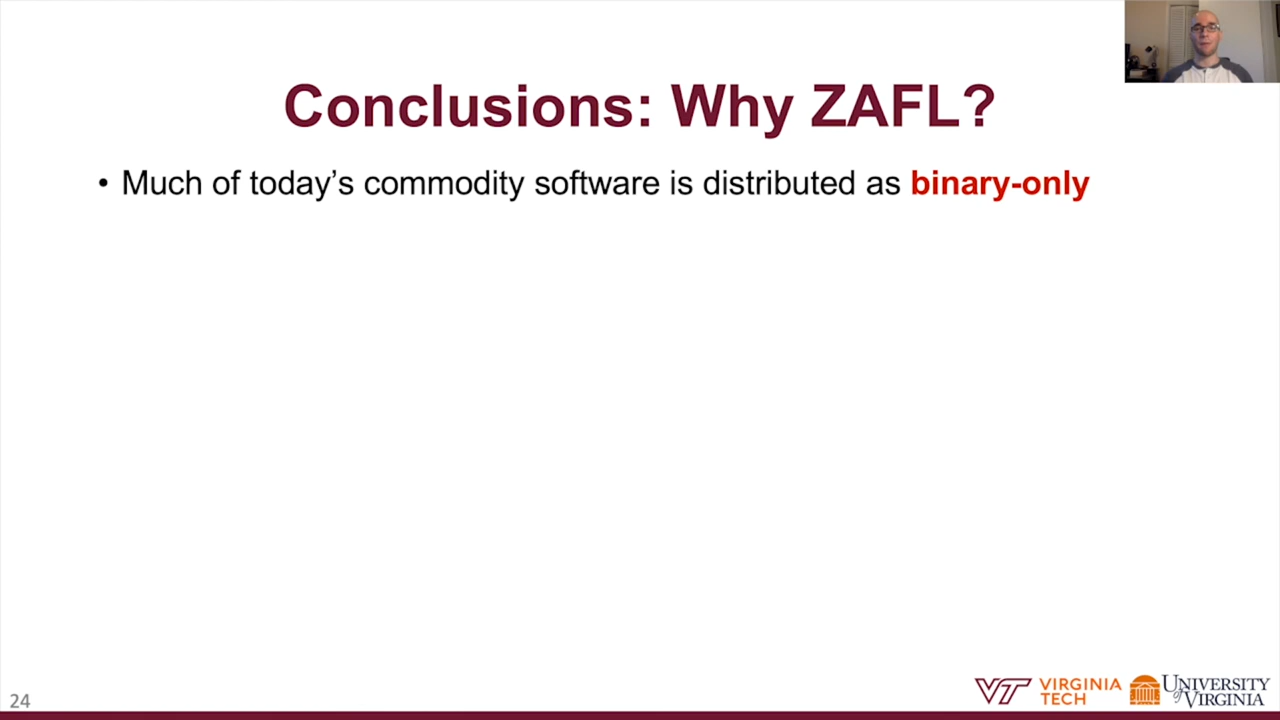 Conclusions: Why ZAFL?
• Much of today's commodity software is distributed as binary-only
24
VT VIRGINIA TECH
UNIVERSITY of VIRGINIA